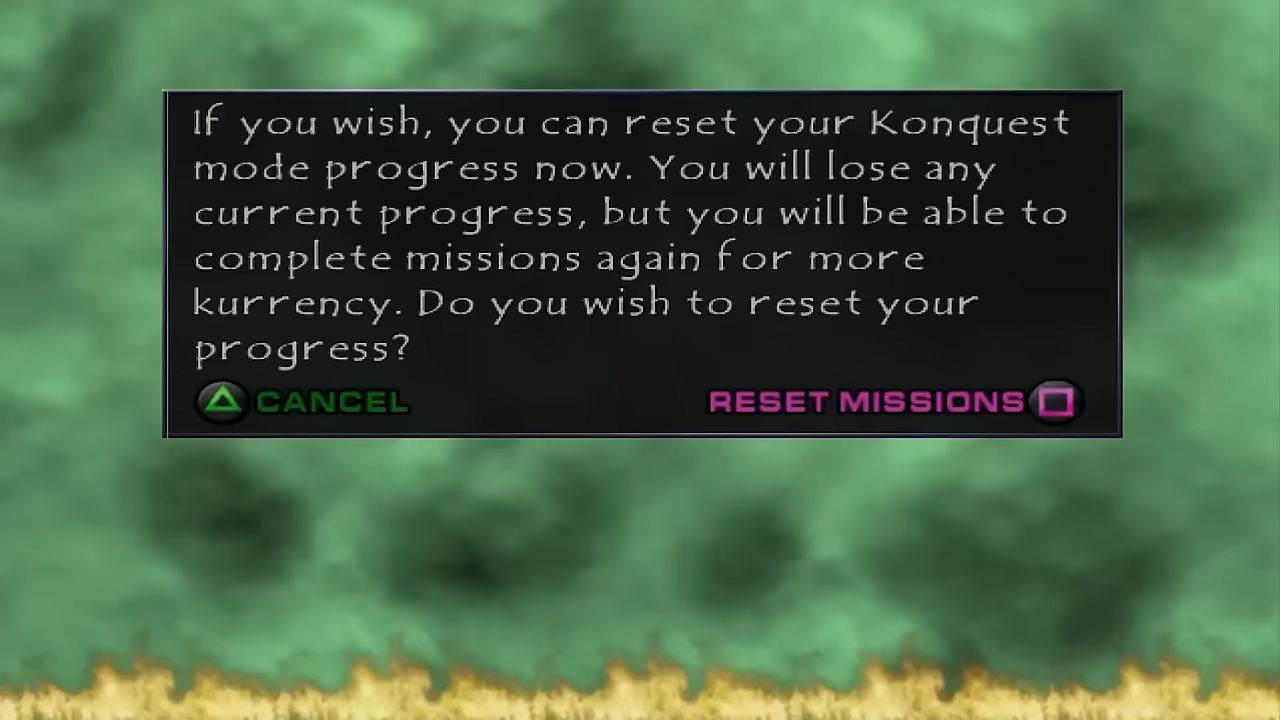 If you wish, you can reset your Konquest
mode progress now. You will lose any
current progress, but you will be able to
complete missions again for more
kurrency. Do you wish to reset your
progress?
CANCEL
RESET MISSIONS